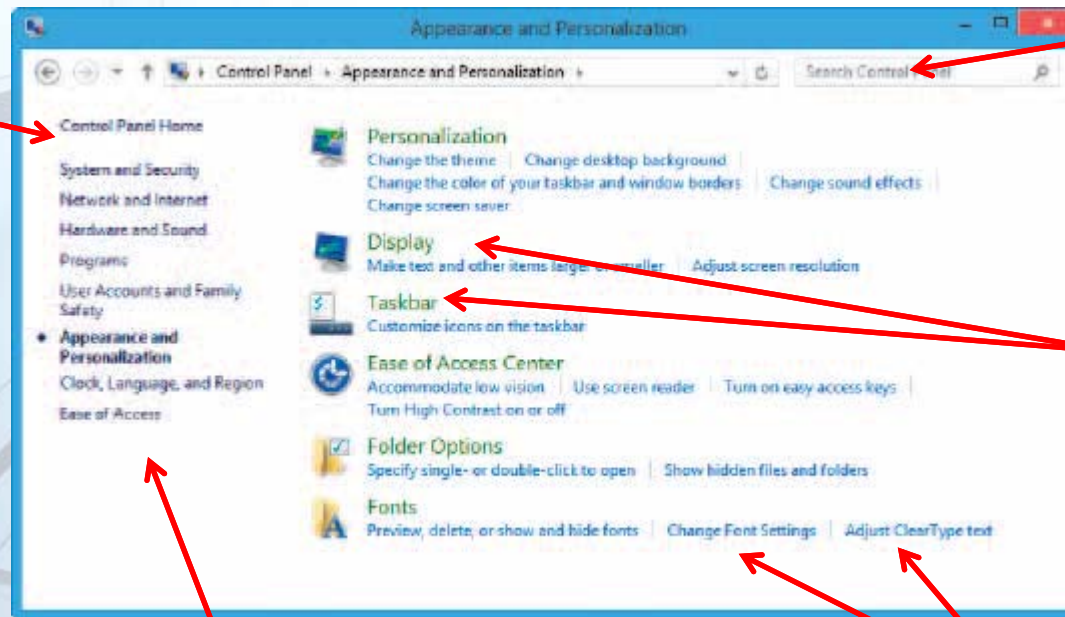 Appearance and Personalization
Control Panel Appearance and Personalization
Search Control Panel
Control Panel Home
System and Security
Network and Internet
Hardware and Sound
Programs
User Accounts and Family
Safety
Appearance and
Personalization
Clock, Language, and Region
Ease of Access
Personalization
Change the theme Change desktop background
Change the color of your taskbar and window borders Change sound effects
Change screen saver
Display
Make text and other items larger or smaller Adjust screen resolution
Taskbar
Customize icons on the taskbar
Ease of Access Center
Accommodate low vision Use screen reader Turn on easy access keys
Turn High Contrast on or off
Folder Options
Specify single- or double-click to open Show hidden files and folders
Fonts
Preview, delete, or show and hide fonts Change Font Settings Adjust ClearType text